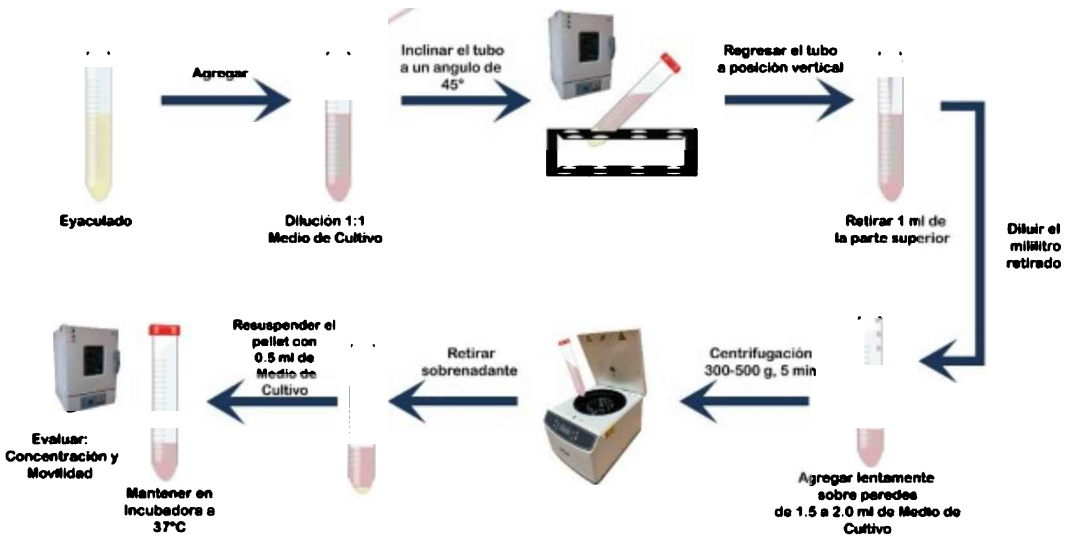 Agregar
Inclinar el tubo
a un angulo de
45°
Regresar el tubo
a posición vertical
Eyaculado
Dilución 1:1
Medio de Cultivo
Retirar 1 ml de
la parte superior
Diluir el
mililitro
retirado
Resuspender el
pellet con
0.5 ml de
Medio de
Cultivo
Retirar
sobrenadante
Centrifugación
300-500 g, 5 min
Evaluar:
Concentración y
Movilidad
Mantener en
Incubadora a
37°C
Agregar lentamente
sobre paredes
de 1.5 a 2.0 ml de Medio de
Cultivo